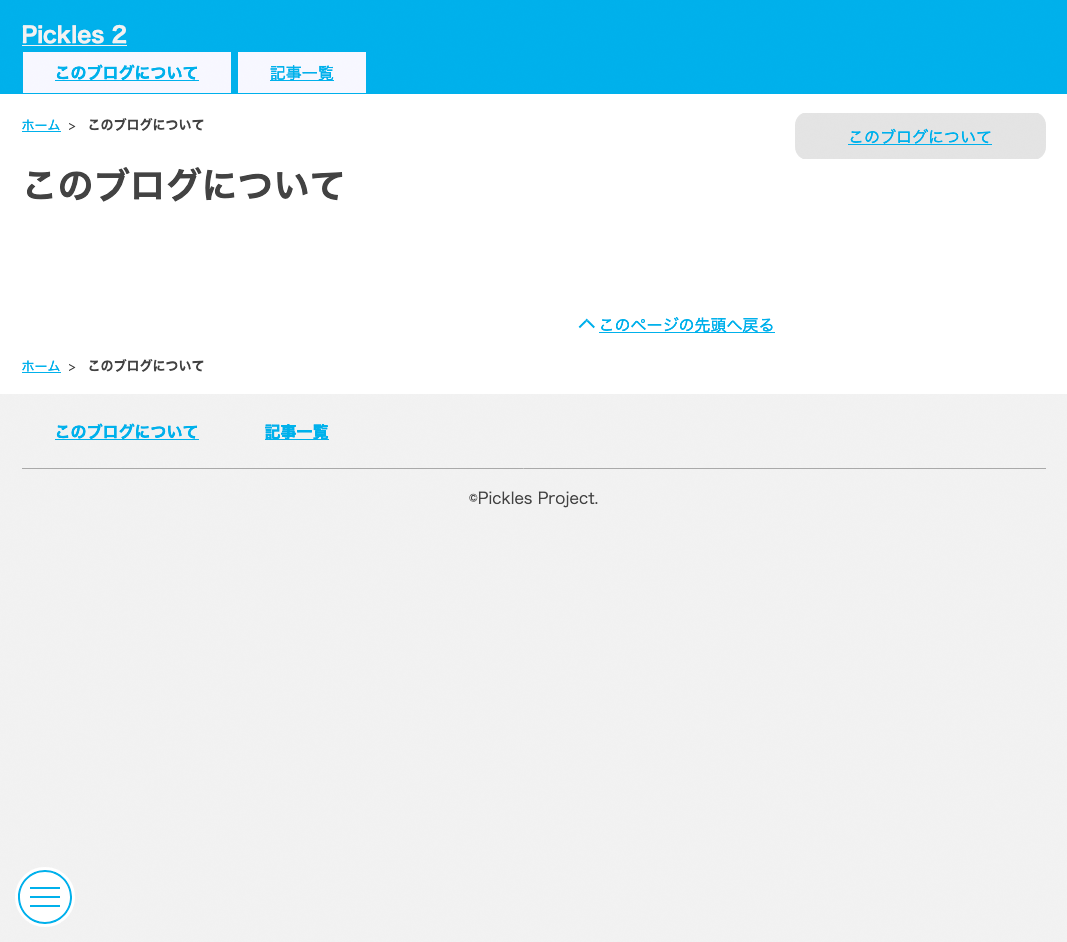 Pickles 2
このブログについて 記事一覧
ホーム > このブログについて
このブログについて
このブログについて
このページの先頭へ戻る
ホーム > このブログについて
このブログについて 記事一覧
©Pickles Project.